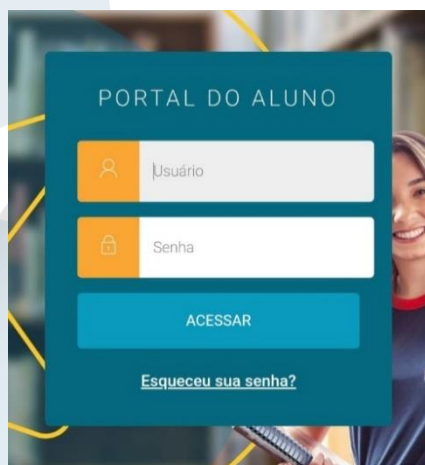 PORTAL DO ALUNO
Usuário
Senha
ACESSAR
Esqueceu sua senha?